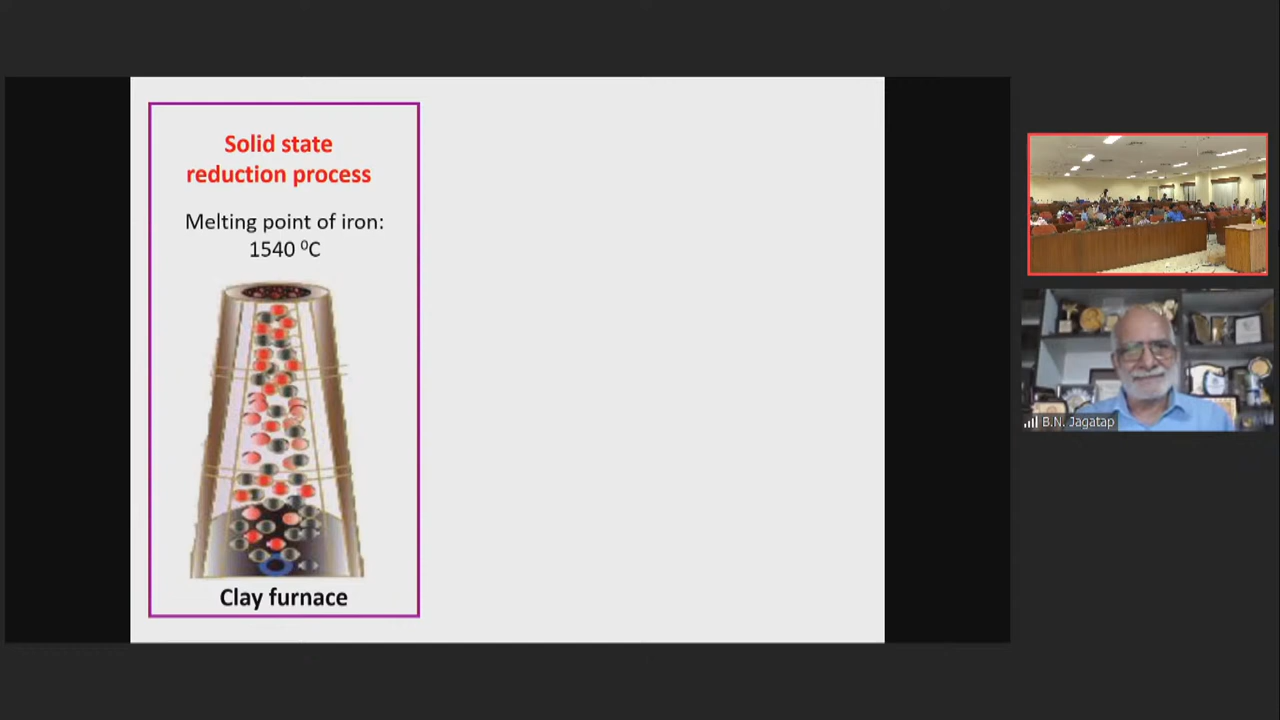 Solid state
reduction process
Melting point of iron:
1540 ⁰C
Clay furnace
B.N. Jagatap